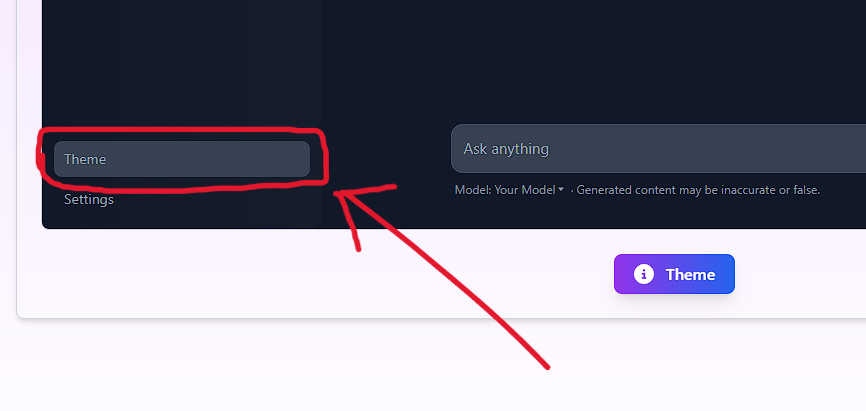 Theme
Ask anything
Settings
Model: Your Model · Generated content may be inaccurate or false.
Theme